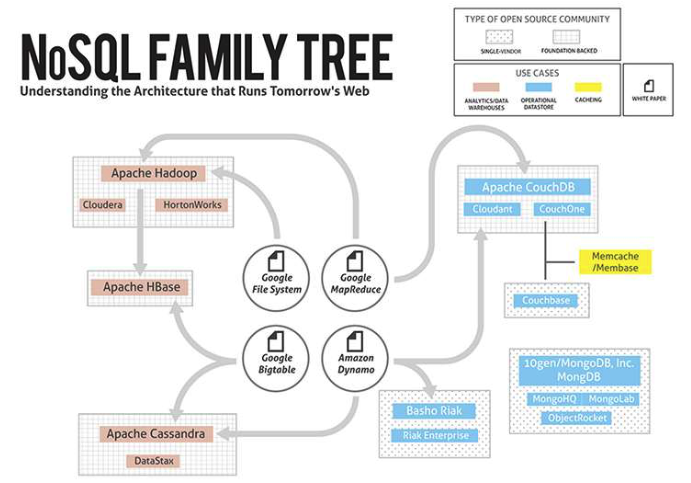 NoSQL FAMILY TREE
Understanding the Architecture that Runs Tomorrow's Web
TYPE OF OPEN SOURCE COMMUNITY
SINGLE-VENDOR
FOUNDATION BACKED
USE CASES
ANALYTICS/DATA
WAREHOUSES
OPERATIONAL
DATASTORE
CACHEING
WHITE PAPER
Apache Hadoop
Cloudera
HortonWorks
Apache CouchDB
Cloudant
CouchOne
Google
File System
Google
MapReduce
Memcache
/Membase
Apache HBase
Couchbase
Google
Bigtable
Amazon
Dynamo
10gen/MongoDB, Inc.
MongDB
MongoHQ
MongoLab
ObjectRocket
Basho Riak
Riak Enterprise
Apache Cassandra
DataStax